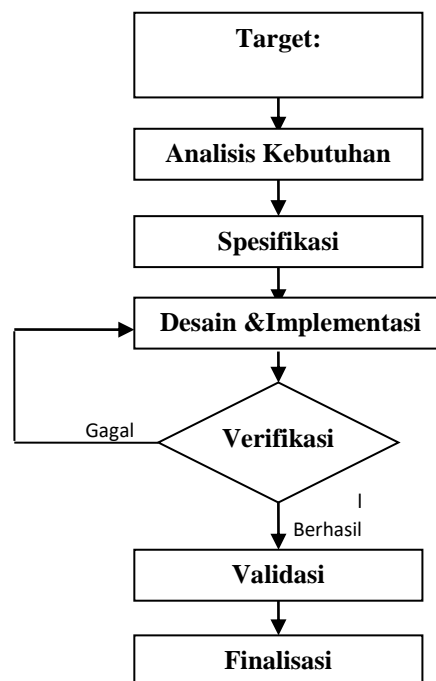 Target:
Analisis Kebutuhan
Spesifikasi
Desain &Implementasi
Gagal
Verifikasi
l
Berhasil
Validasi
Finalisasi